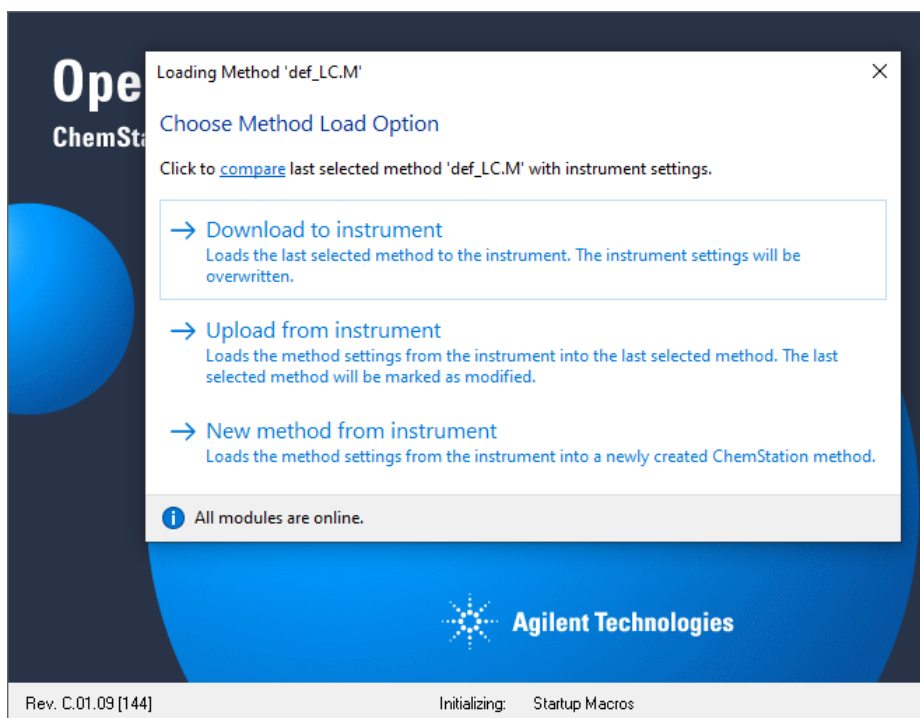 Ope
ChemSta
Loading Method 'def_LC.M'
Choose Method Load Option
Click to compare last selected method 'def_LC.M' with instrument settings.
Download to instrument
Loads the last selected method to the instrument. The instrument settings will be
overwritten.
Upload from instrument
Loads the method settings from the instrument into the last selected method. The last
selected method will be marked as modified.
New method from instrument
Loads the method settings from the instrument into a newly created ChemStation method.
All modules are online.
Agilent Technologies
Rev. C.01.09 [144] Initializing: Startup Macros